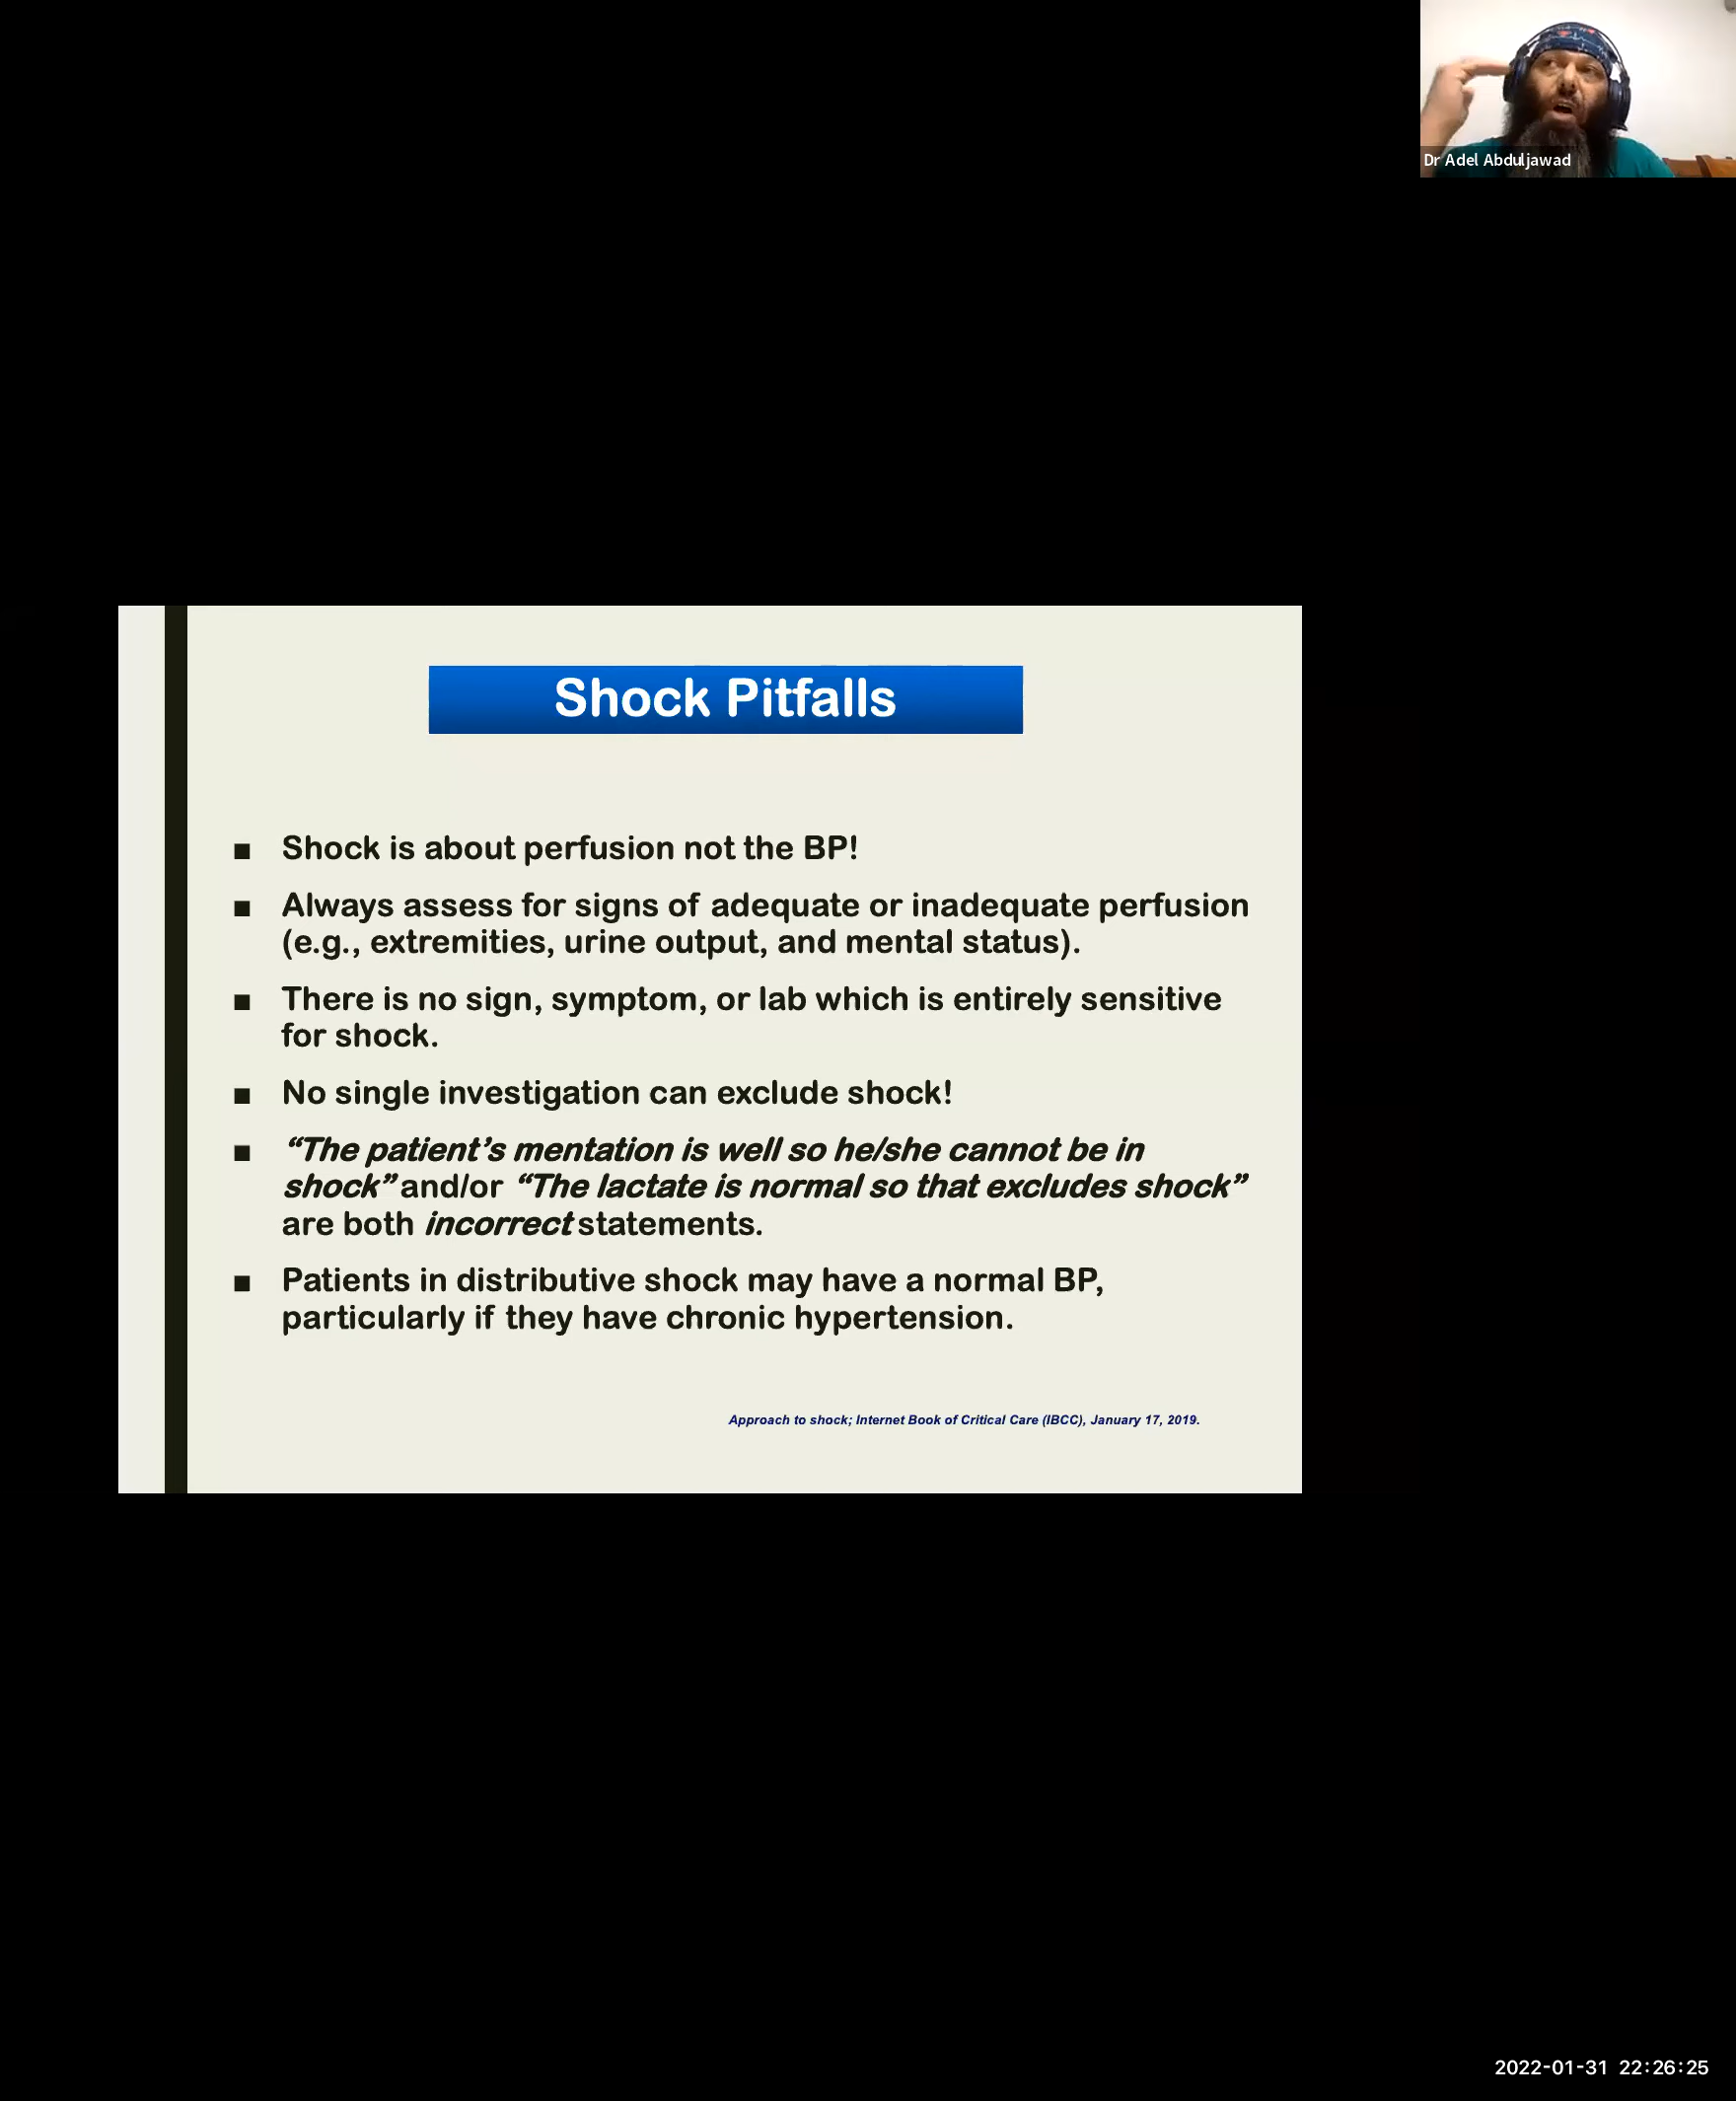 Dr Adel Abduljawad
Shock Pitfalls
■ Shock is about perfusion not the BP!
■ Always assess for signs of adequate or inadequate perfusion
(e.g., extremities, urine output, and mental status).
■ There is no sign, symptom, or lab which is entirely sensitive
for shock.
■ No single investigation can exclude shock!
■ “The patient’s mentation is well so he/she cannot be in
shock” and/or “The lactate is normal so that excludes shock”
are both incorrect statements.
■ Patients in distributive shock may have a normal BP,
particularly if they have chronic hypertension.
Approach to shock; Internet Book of Critical Care (IBCC), January 17, 2019.
2022-01-31 22:26:25